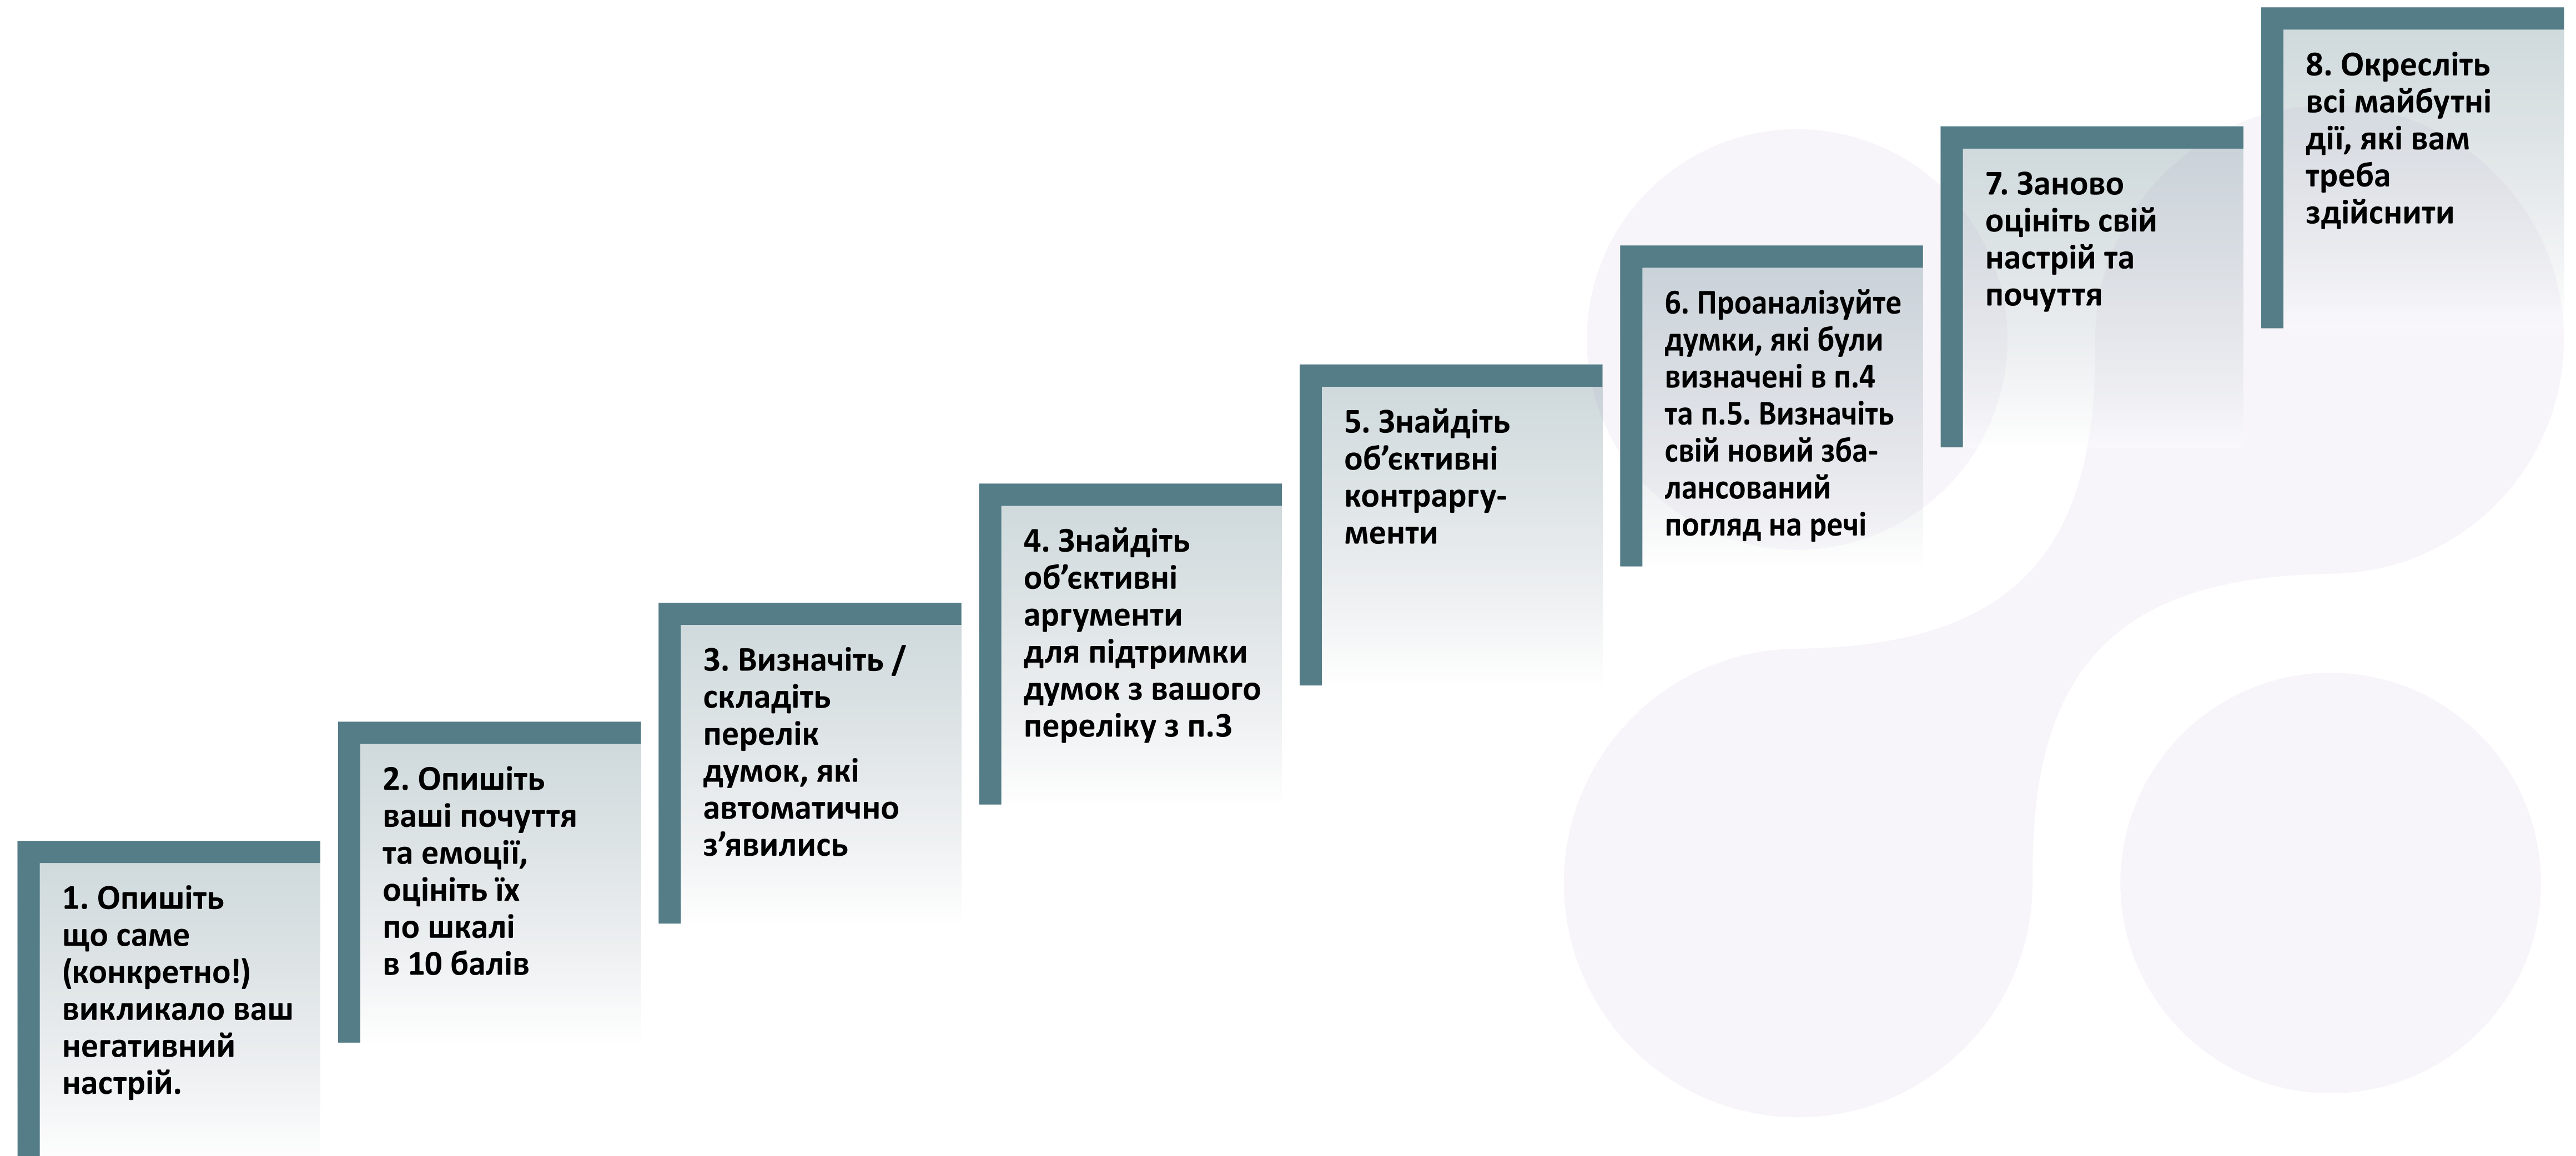 1. Опишіть
що саме
(конкретно!)
викликало ваш
негативний
настрій.
2. Опишіть
ваші почуття
та емоції,
оцініть їх
по шкалі
в 10 балів
3. Визначіть /
складіть
перелік
думок, які
автоматично
з’явились
4. Знайдіть
об’єктивні
аргументи
для підтримки
думок з вашого
переліку з п.3
5. Знайдіть
об’єктивні
контраргу-
менти
6. Проаналізуйте
думки, які були
визначені в п.4
та п.5. Визначіть
свій новий зба-
лансований
погляд на речі
7. Заново
оцініть свій
настрій та
почуття
8. Окресліть
всі майбутні
дії, які вам
треба
здійснити